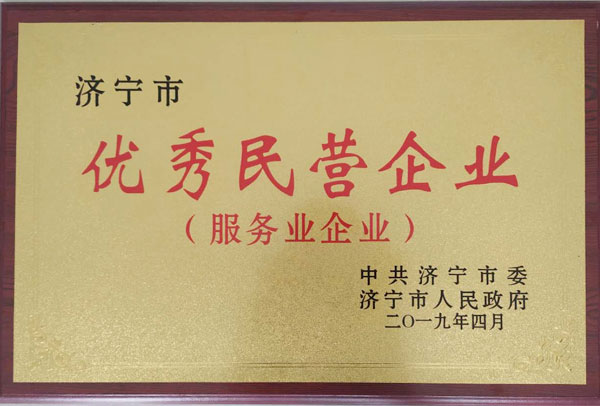 济宁市
优秀民营企业
（服务业企业）
中共济宁市委
济宁市人民政府
二〇一九年四月